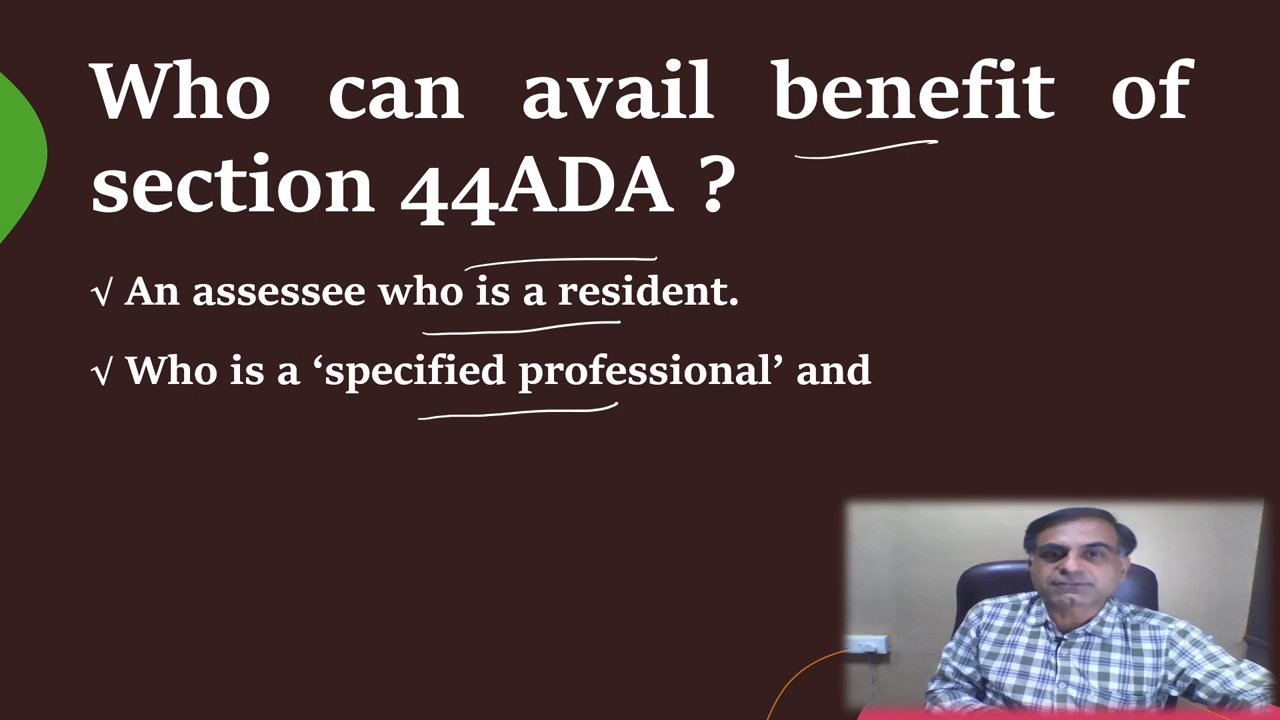 Who can avail benefit of
section 44ADA ?
√ An assessee who is a resident.
√ Who is a ‘specified professional’ and